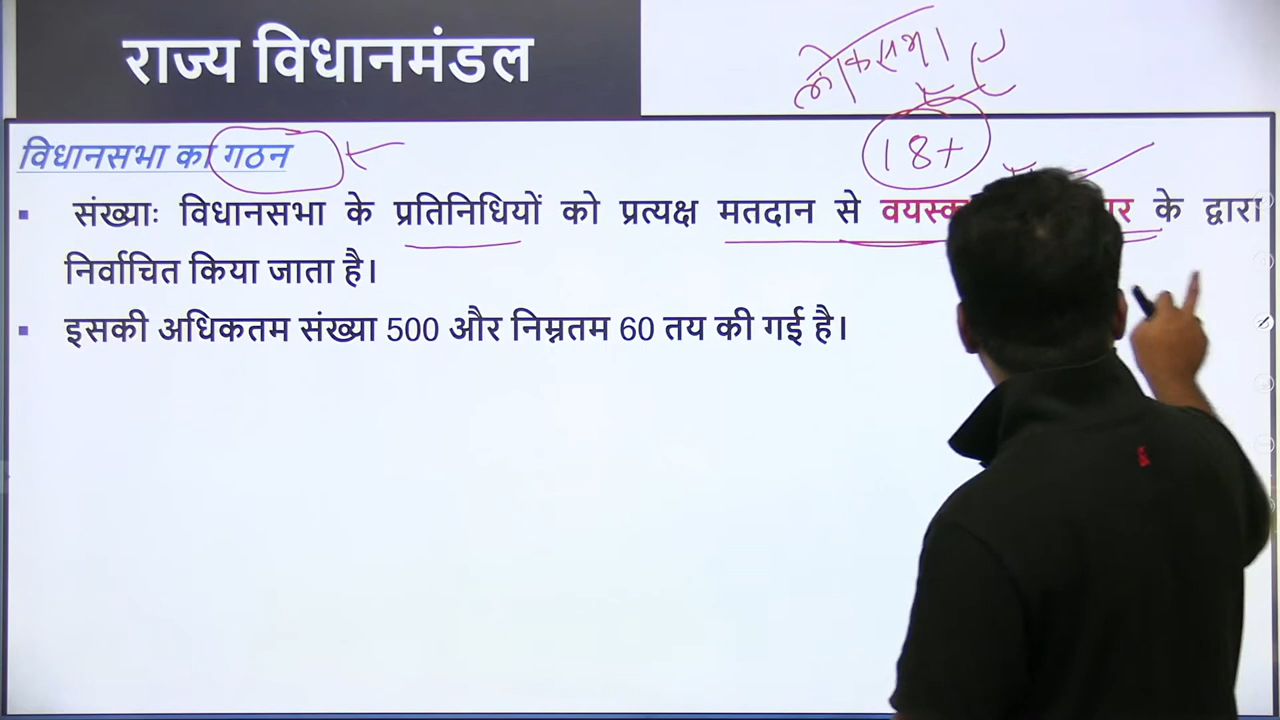 राज्य विधानमंडल
लोकसभा
18+
विधानसभा का गठन
▪ संख्याः विधानसभा के प्रतिनिधियों को प्रत्यक्ष मतदान से के द्वारा
निर्वाचित किया जाता है।
▪ इसकी अधिकतम संख्या 500 और निम्नतम 60 तय की गई है।